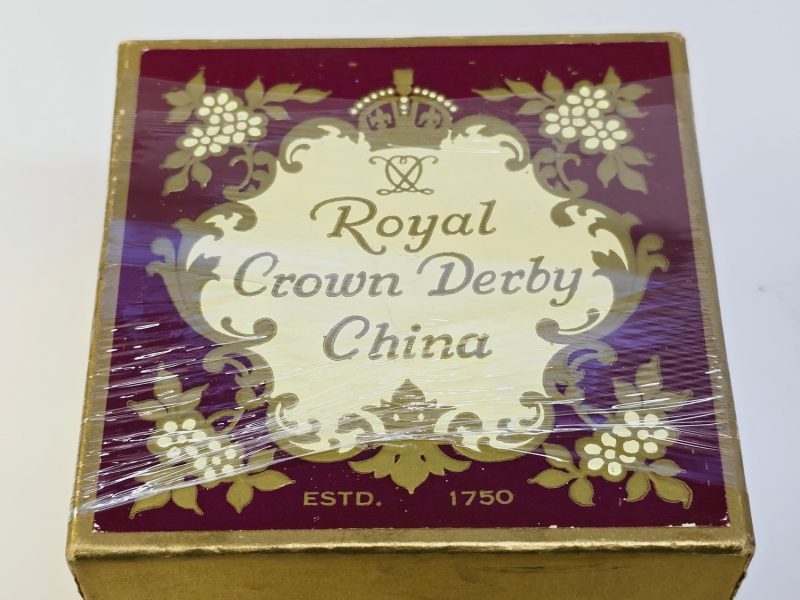 Royal
Crown Derby
China
ESTD. 1750